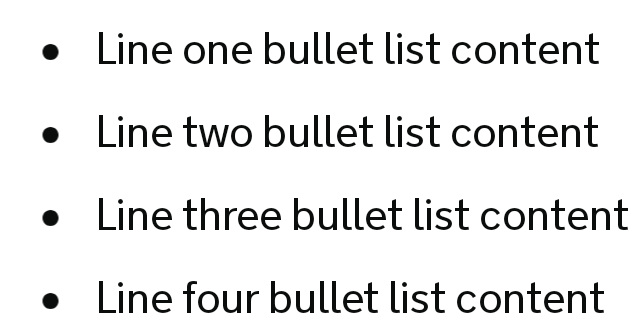 • Line one bullet list content
• Line two bullet list content
• Line three bullet list content
• Line four bullet list content